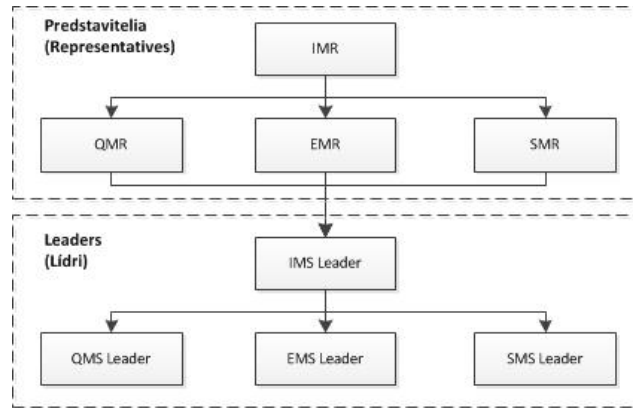 Predstavitelia
(Representatives)
IMR
QMR
EMR
SMR
Leaders
(Lídri)
IMS Leader
QMS Leader
EMS Leader
SMS Leader